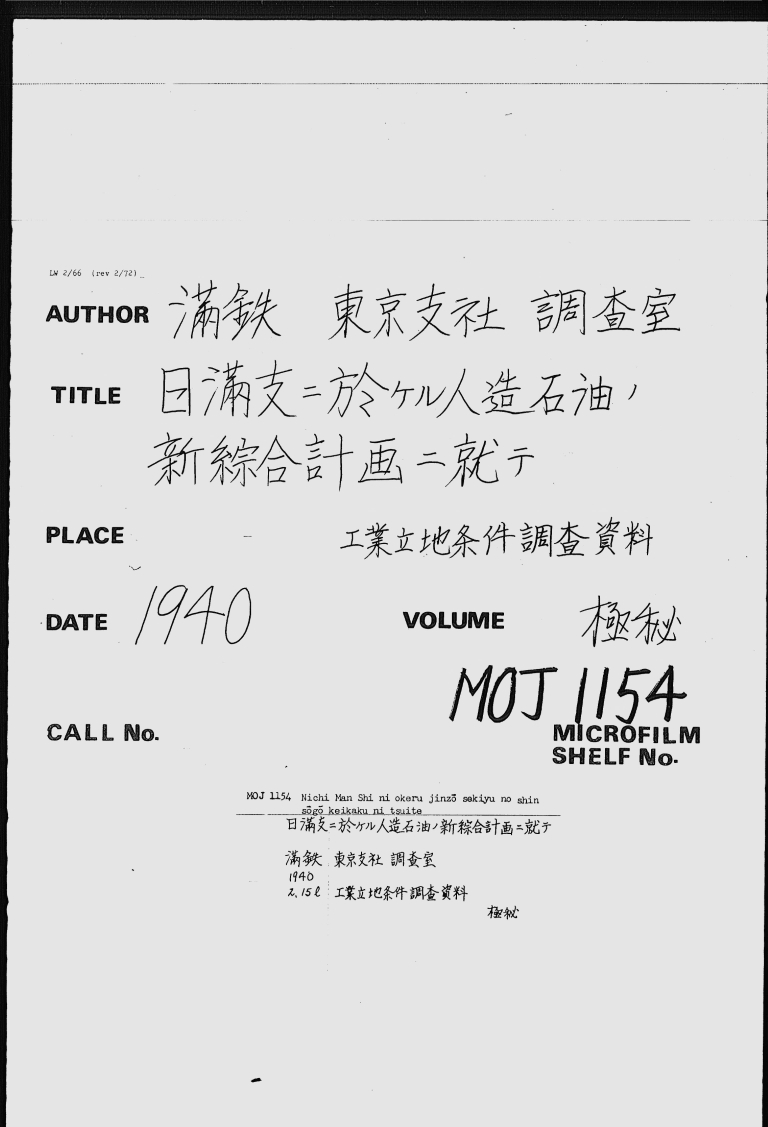 LW 2/66 (rev 2/72)
AUTHOR 滿鉄 東京支社 調査室
TITLE 日滿支ニ於ケル人造石油ノ
新綜合計画ニ就テ
PLACE 工業立地条件調査資料
DATE 1940 VOLUME 極秘
MOJ 1154
CALL No. MICROFILM
SHELF No.
MOJ 1154 Nichi Man Shi ni okeru jinzō sekiyu no shin
sōgō keikaku ni tsuite
日滿支ニ於ケル人造石油ノ新綜合計画ニ就テ
滿鉄 東京支社 調査室
1940
2, 15ℓ 工業立地条件調査資料
極秘